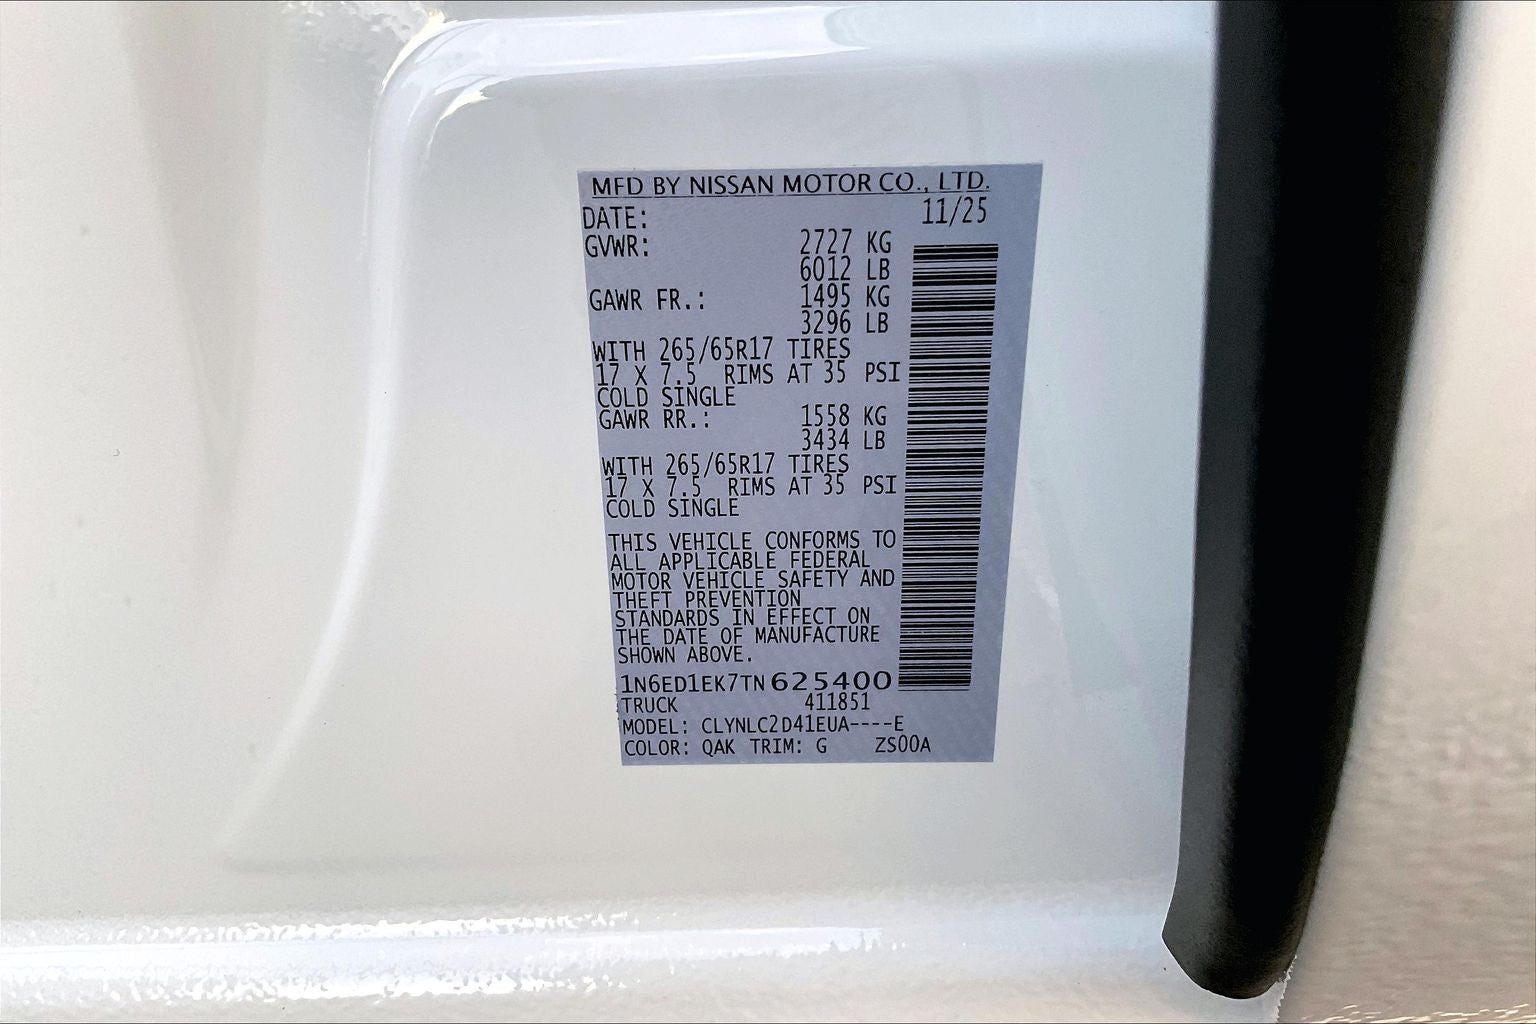 MFD BY NISSAN MOTOR CO., LTD.
DATE: 11/25
GVWR: 2727 KG
6012 LB
GAWR FR.: 1495 KG
3296 LB
WITH 265/65R17 TIRES
17 X 7.5 RIMS AT 35 PSI
COLD SINGLE
GAWR RR.: 1558 KG
3434 LB
WITH 265/65R17 TIRES
17 X 7.5 RIMS AT 35 PSI
COLD SINGLE
THIS VEHICLE CONFORMS TO
ALL APPLICABLE FEDERAL
MOTOR VEHICLE SAFETY AND
THEFT PREVENTION
STANDARDS IN EFFECT ON
THE DATE OF MANUFACTURE
SHOWN ABOVE.
1N6ED1EK7TN625400
TRUCK 411851
MODEL: CLYNLC2D41EUA----E
COLOR: QAK TRIM: G ZS00A